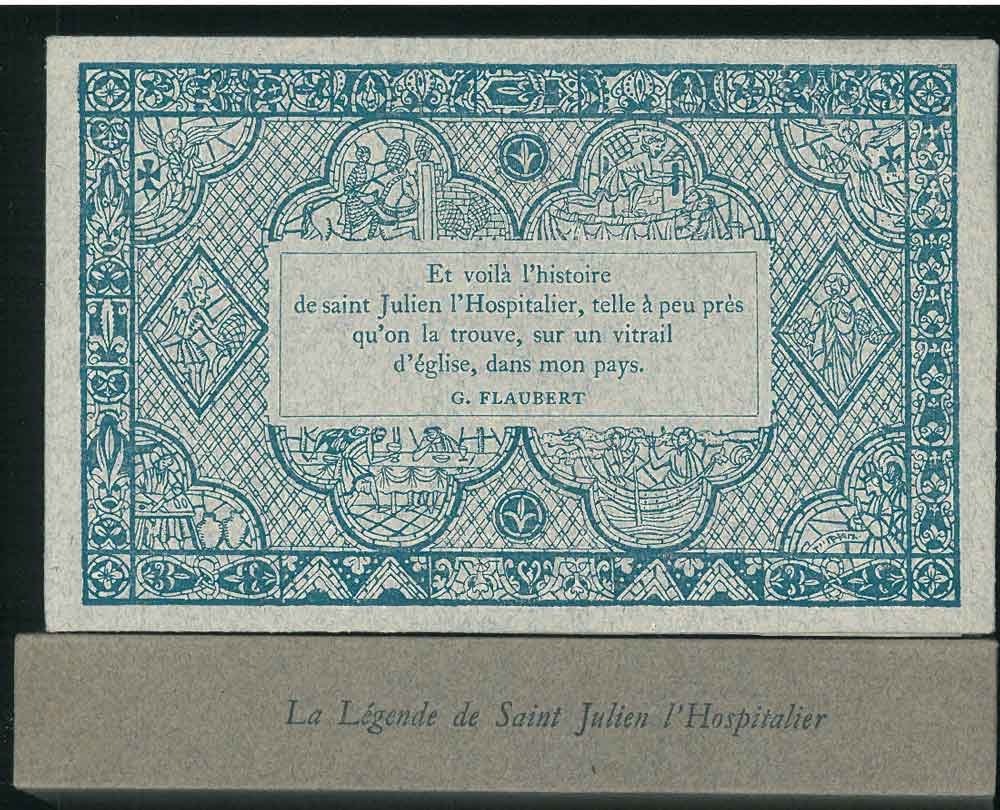 Et voilà l'histoire
de saint Julien l'Hospitalier, telle à peu près
qu'on la trouve, sur un vitrail
d'église, dans mon pays.
G. FLAUBERT
La Légende de Saint Julien l'Hospitalier